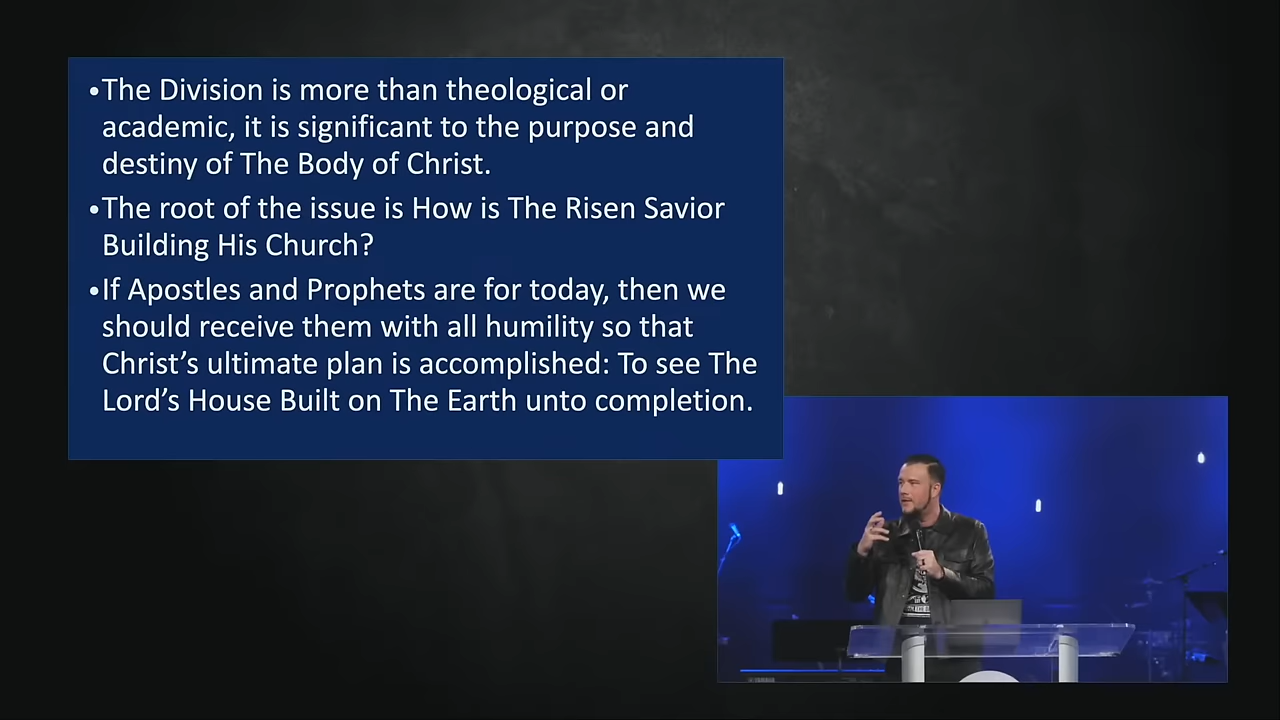 •The Division is more than theological or
academic, it is significant to the purpose and
destiny of The Body of Christ.
•The root of the issue is How is The Risen Savior
Building His Church?
•If Apostles and Prophets are for today, then we
should receive them with all humility so that
Christ’s ultimate plan is accomplished: To see The
Lord’s House Built on The Earth unto completion.